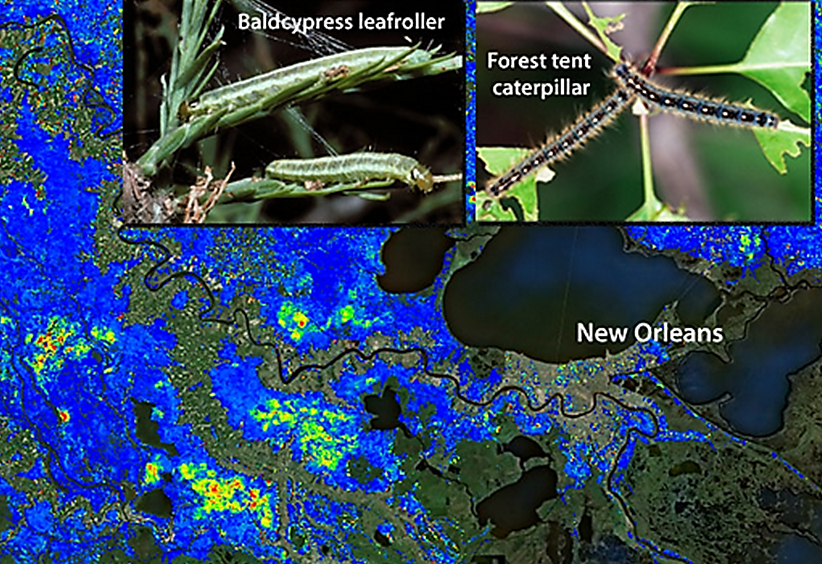 Baldcypress leafroller
Forest tent
caterpillar
New Orleans